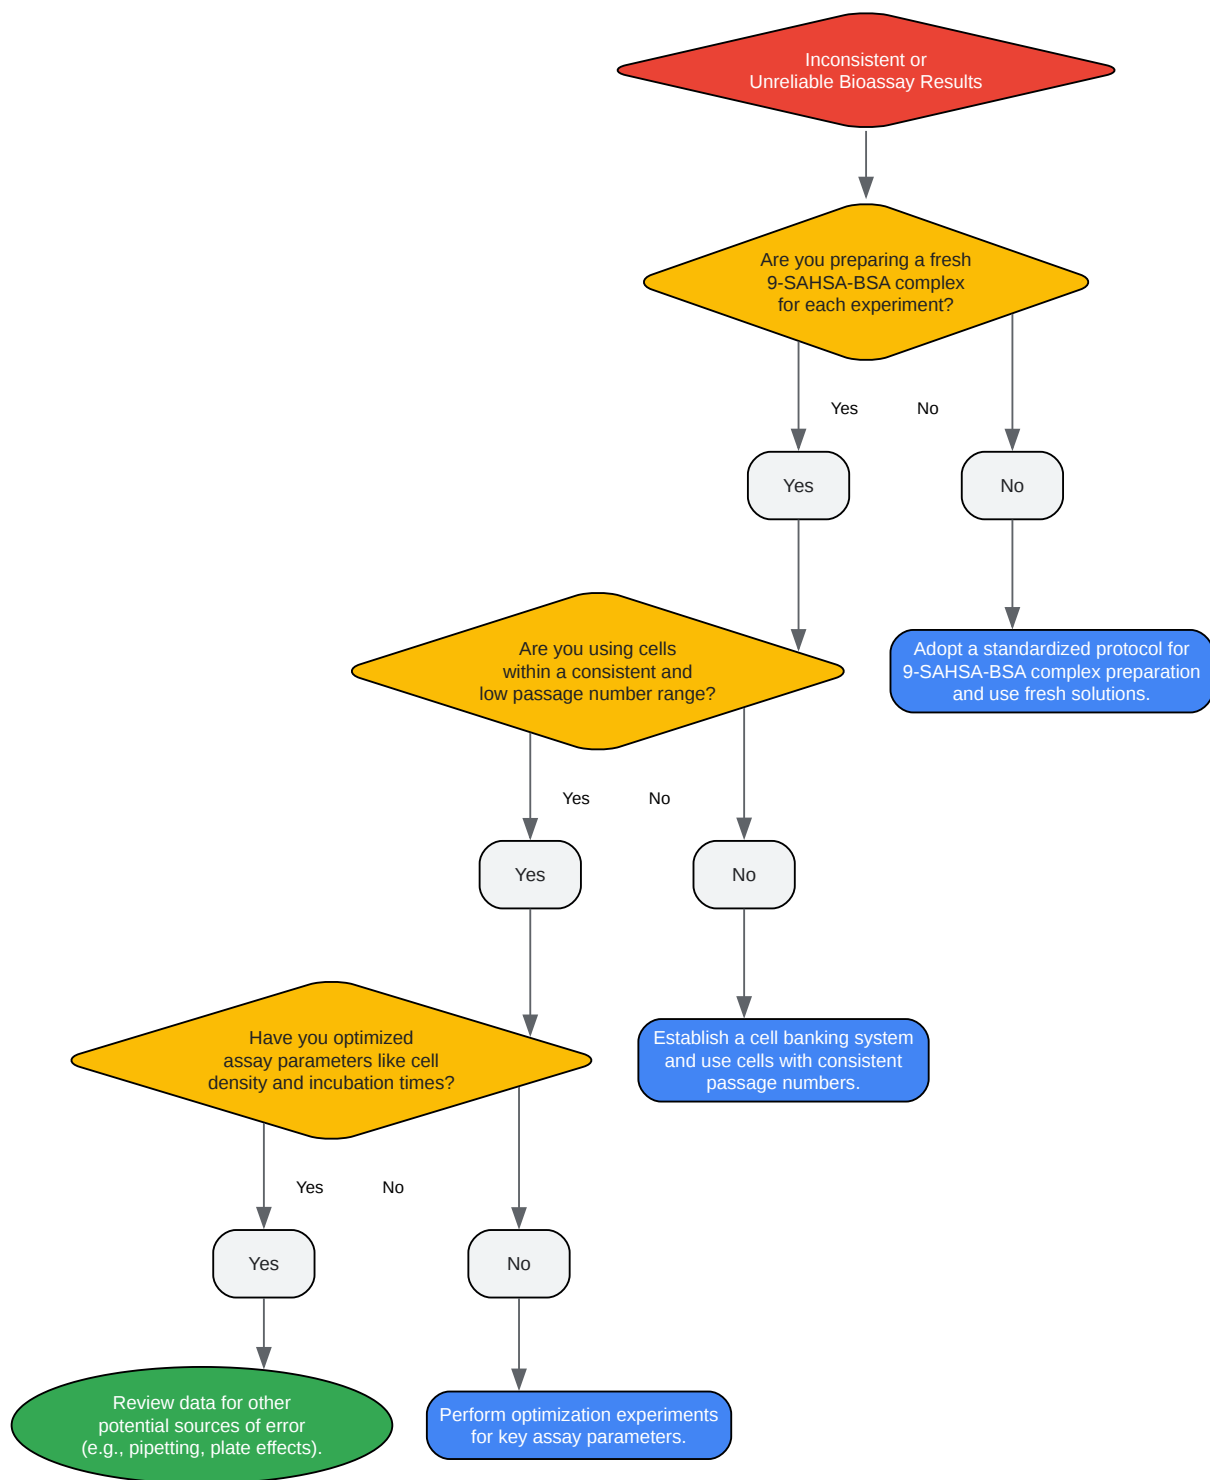 Inconsistent or
Unreliable Bioassay Results
Are you preparing a fresh
9-SAHSA-BSA complex
for each experiment?
Yes
No
Yes
No
Are you using cells
within a consistent and
low passage number range?
Adopt a standardized protocol for
9-SAHSA-BSA complex preparation
and use fresh solutions.
Yes
No
Yes
No
Have you optimized
assay parameters like cell
density and incubation times?
Establish a cell banking system
and use cells with consistent
passage numbers.
Yes
No
Yes
No
Review data for other
potential sources of error
(e.g., pipetting, plate effects).
Perform optimization experiments
for key assay parameters.